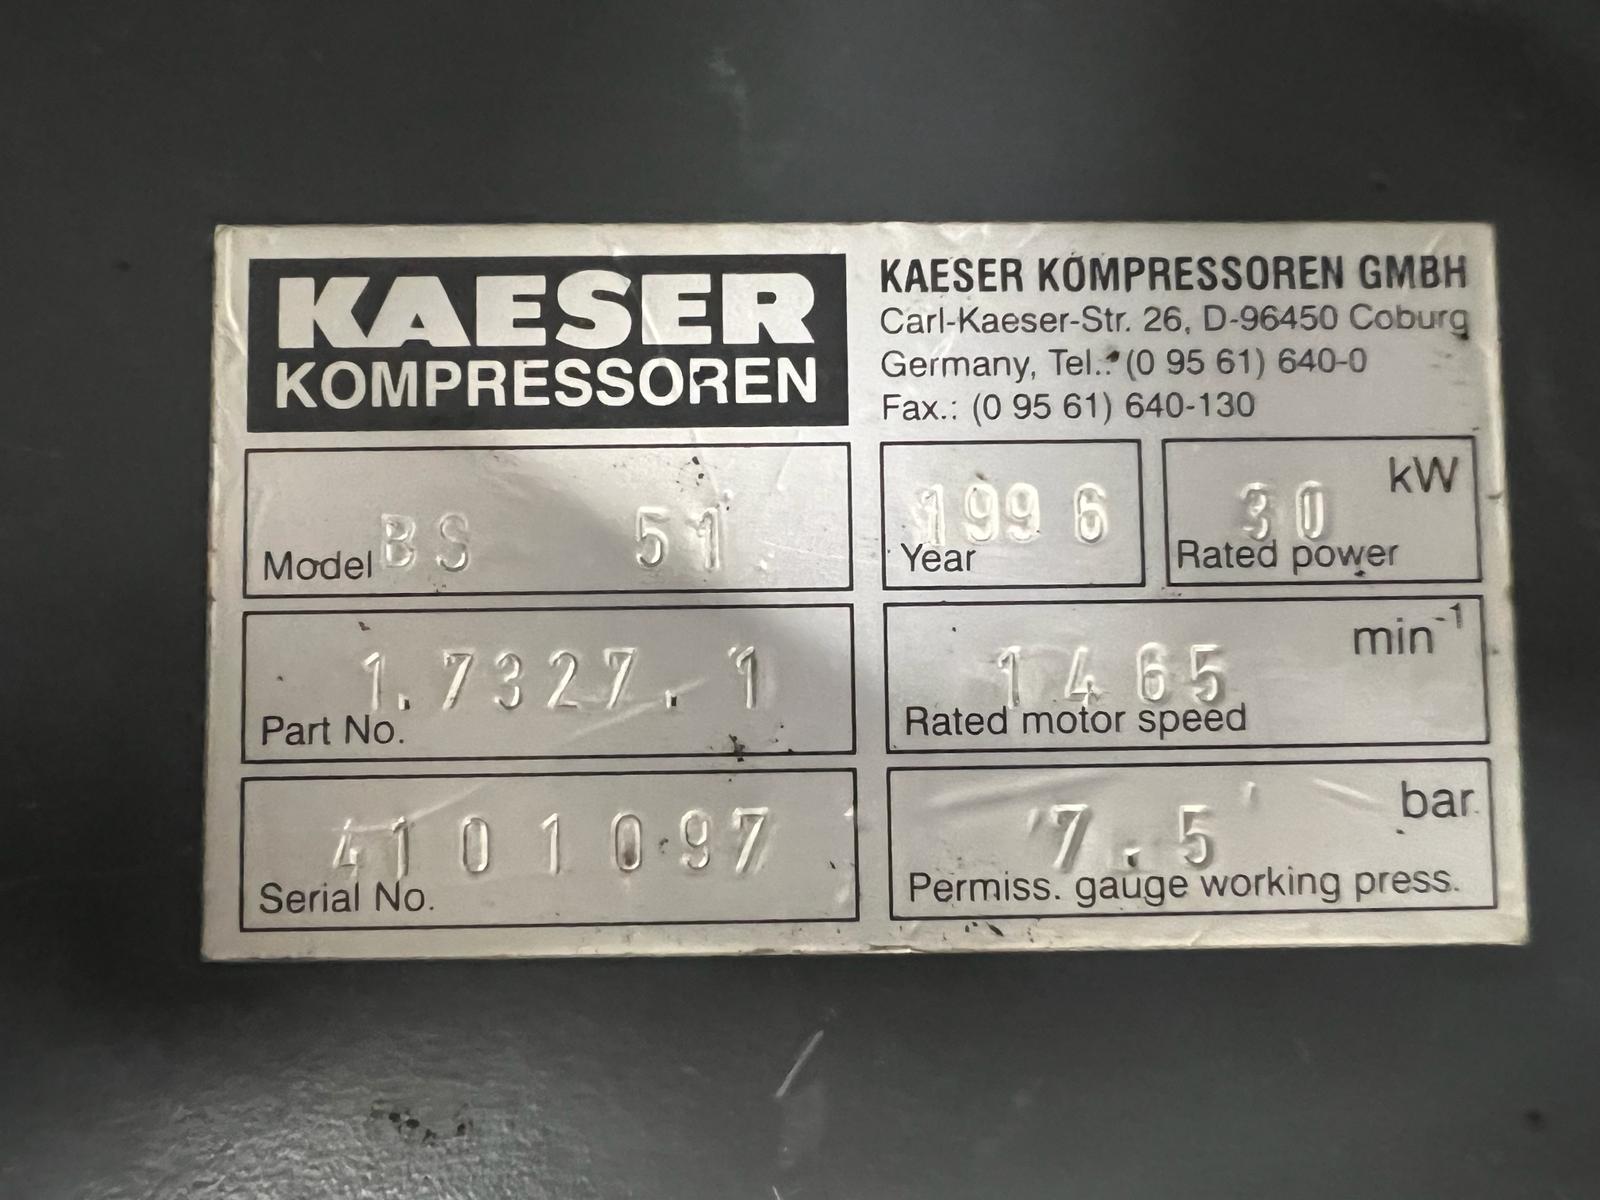 KAESER
KOMPRESSOREN
KAESER KOMPRESSOREN GMBH
Carl-Kaeser-Str. 26, D-96450 Coburg
Germany, Tel.: (0 95 61) 640-0
Fax.: (0 95 61) 640-130
Model BS 51
1996
Year
kW
30
Rated power
1.7327.1
Part No.
min-1
1465
Rated motor speed
4101097
Serial No.
bar
7.5
Permiss. gauge working press.